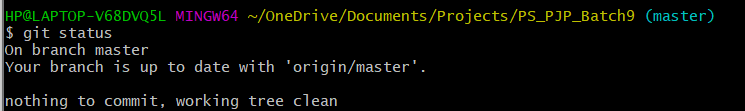 HP@LAPTOP-V68DVQ5L MINGW64 ~/OneDrive/Documents/Projects/PS_PJP_Batch9 (master)
$ git status
On branch master
Your branch is up to date with 'origin/master'.

nothing to commit, working tree clean